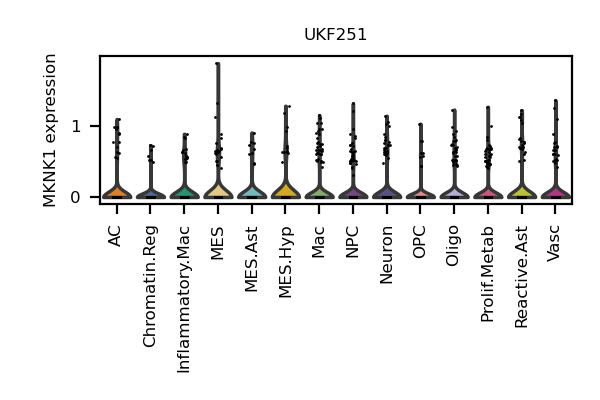 UKF251
MKNK1 expression
1
0
AC
Chromatin.Reg
Inflammatory.Mac
MES
MES.Ast
MES.Hyp
Mac
NPC
Neuron
OPC
Oligo
Prolif.Metab
Reactive.Ast
Vasc